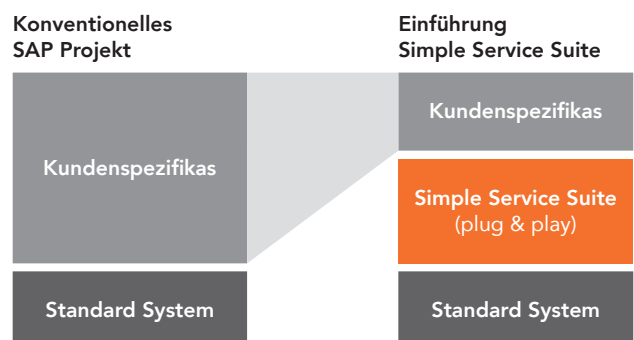 Konventionelles
SAP Projekt
Einführung
Simple Service Suite
Kundenspezifikas
Kundenspezifikas
Simple Service Suite
(plug & play)
Standard System
Standard System